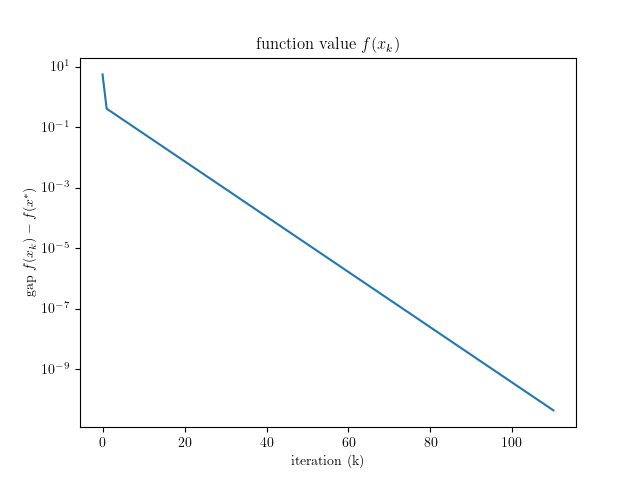 function value $f(x_k)$
10^1
10^{-1}
10^{-3}
10^{-5}
10^{-7}
10^{-9}
gap $f(x_k) - f(x^*)$
0 20 40 60 80 100
iteration (k)